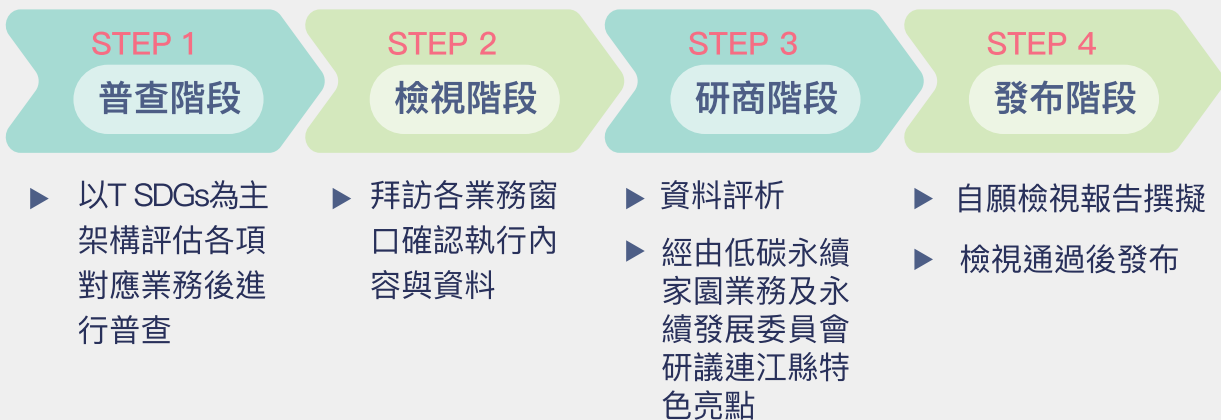 STEP 1
普查階段
以T SDGs為主
架構評估各項
對應業務後進
行普查
STEP 2
檢視階段
拜訪各業務窗
口確認執行內
容與資料
STEP 3
研商階段
資料評析
經由低碳永續
家園業務及永
續發展委員會
研議連江縣特
色亮點
STEP 4
發布階段
自願檢視報告撰擬
檢視通過後發布